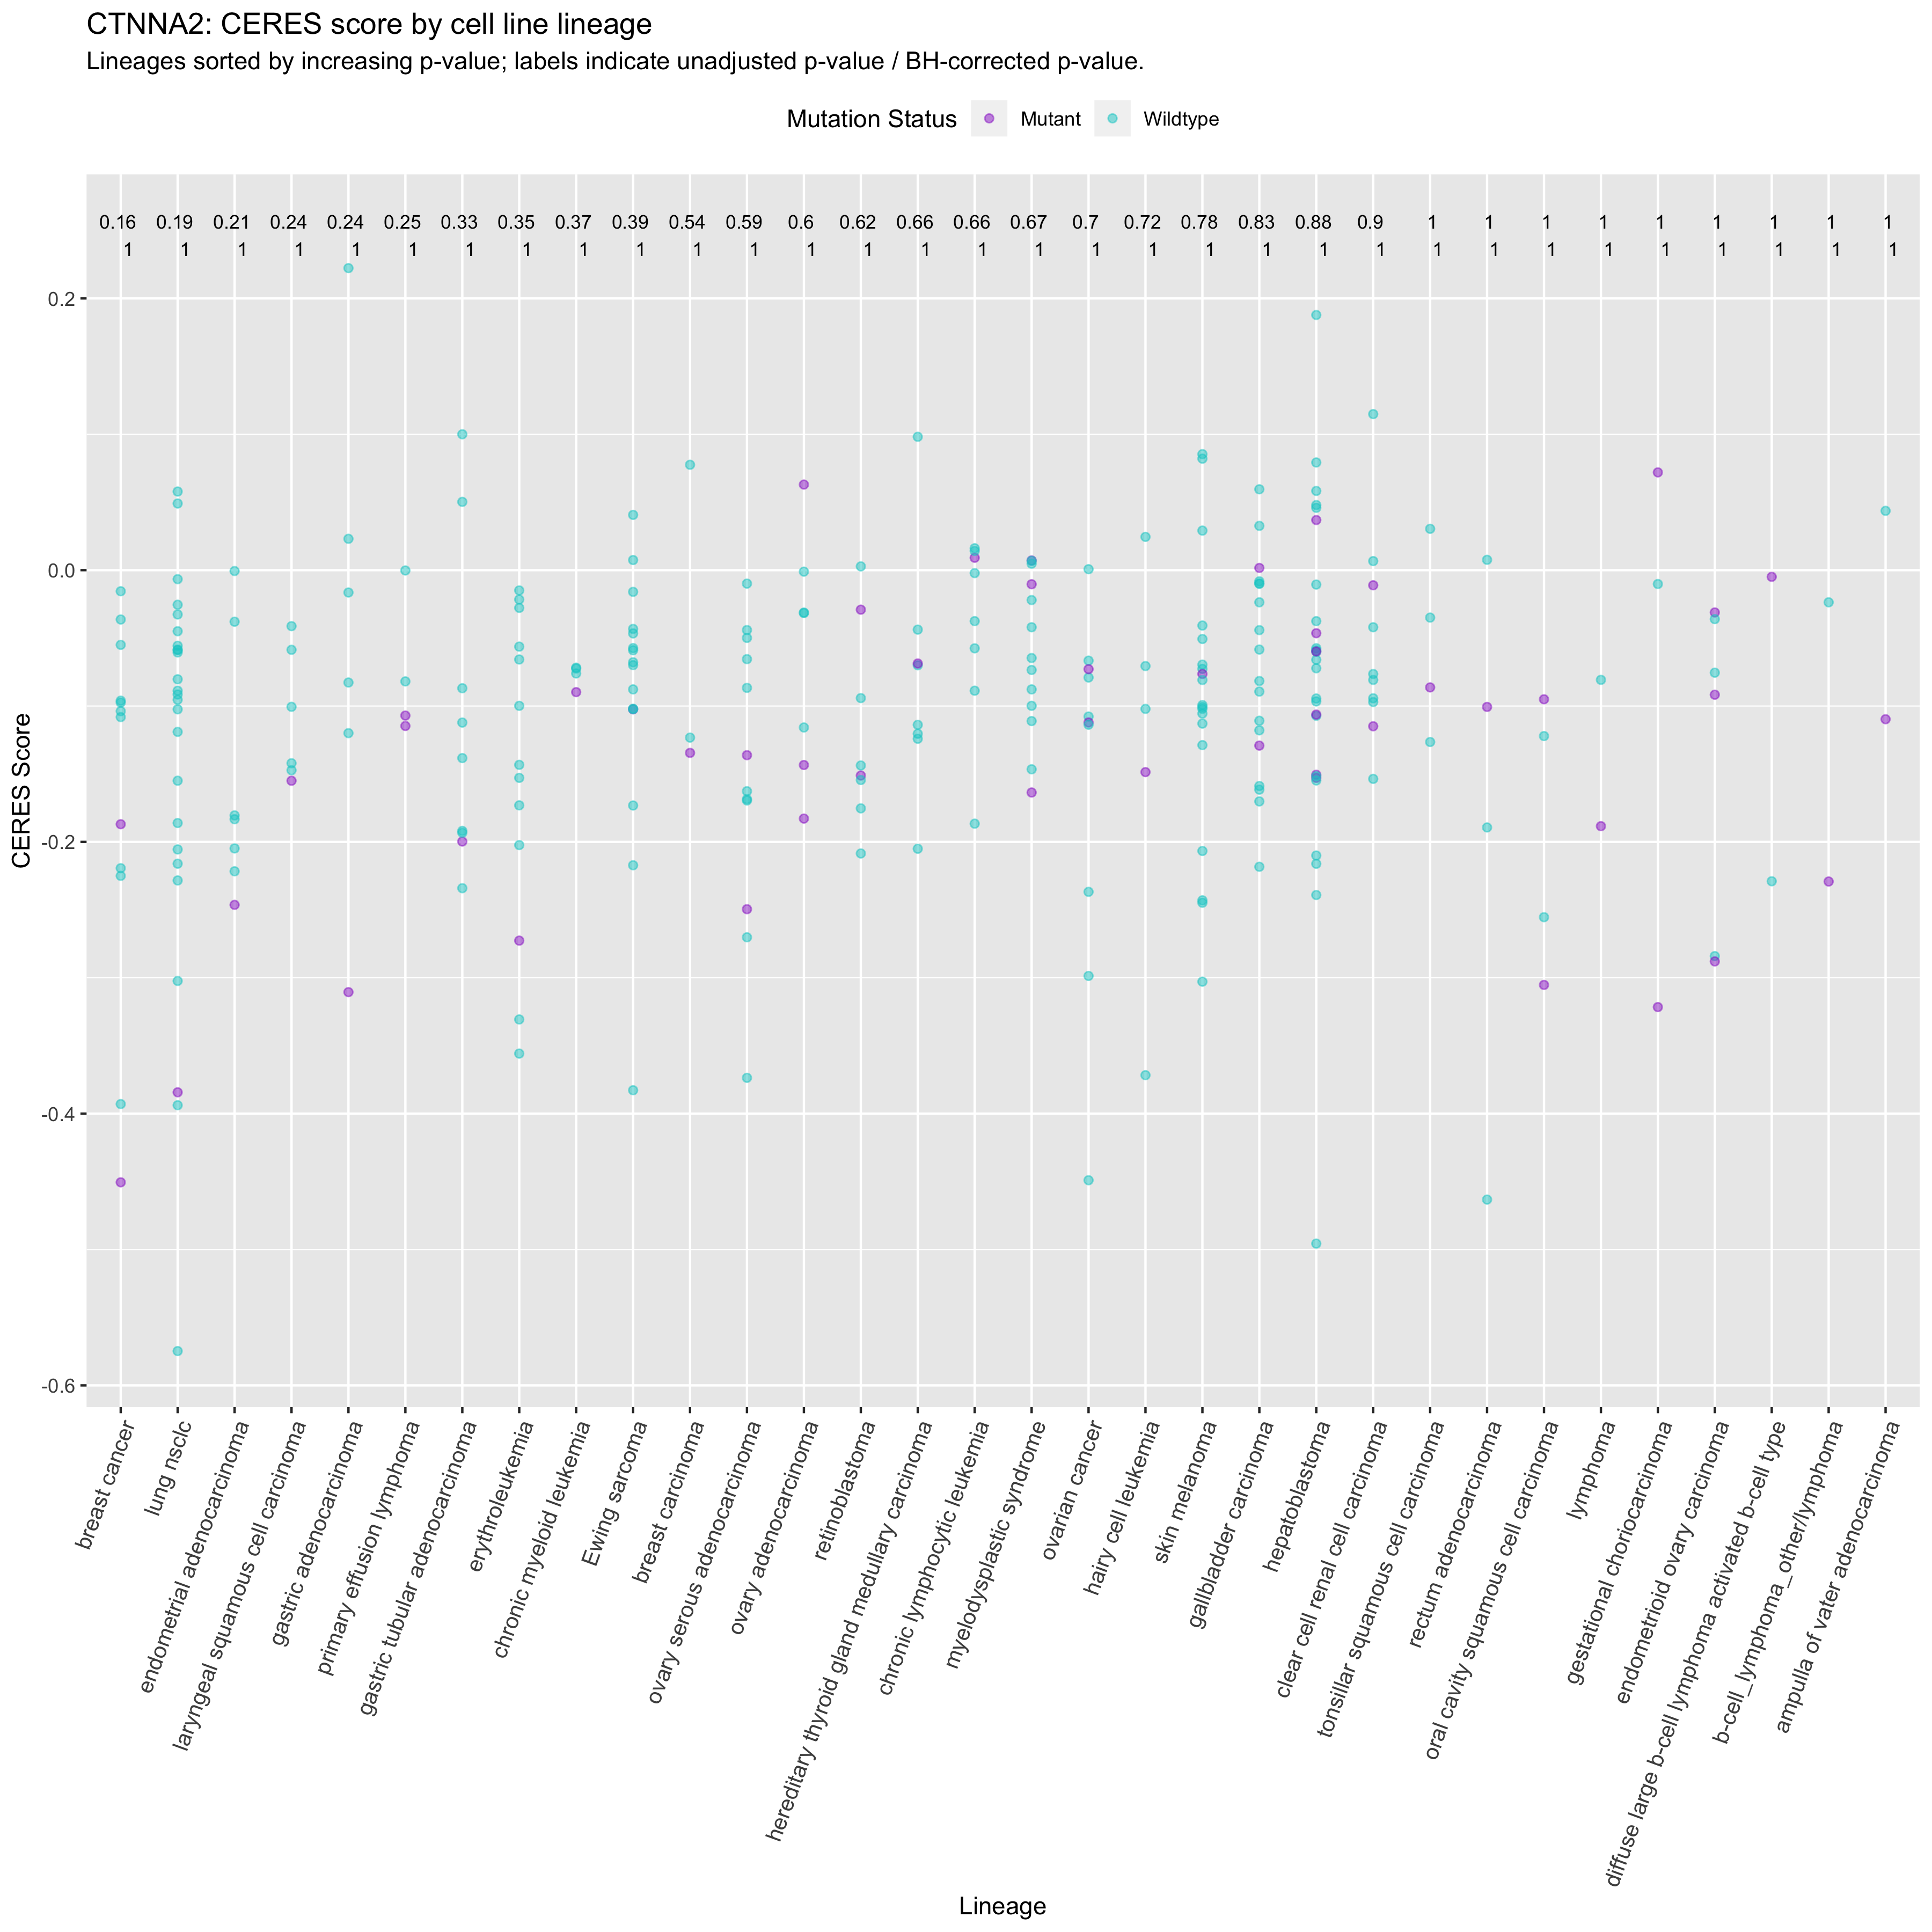 CTNNA2: CERES score by cell line lineage
Lineages sorted by increasing p-value; labels indicate unadjusted p-value / BH-corrected p-value.
Mutation Status Mutant Wildtype
0.16 0.19 0.21 0.24 0.24 0.25 0.33 0.35 0.37 0.39 0.54 0.59 0.6 0.62 0.66 0.66 0.67 0.7 0.72 0.78 0.83 0.88 0.9 1 1 1 1 1 1 1 1 1
1 1 1 1 1 1 1 1 1 1 1 1 1 1 1 1 1 1 1 1 1 1 1 1 1 1 1 1 1 1 1 1
0.2
0.0
-0.2
-0.4
-0.6
CERES Score
breast cancer
lung nsclc
endometrial adenocarcinoma
laryngeal squamous cell carcinoma
gastric adenocarcinoma
primary effusion lymphoma
gastric tubular adenocarcinoma
erythroleukemia
chronic myeloid leukemia
Ewing sarcoma
breast carcinoma
ovary serous adenocarcinoma
ovary adenocarcinoma
retinoblastoma
hereditary thyroid gland medullary carcinoma
chronic lymphocytic leukemia
myelodysplastic syndrome
ovarian cancer
hairy cell leukemia
skin melanoma
gallbladder carcinoma
hepatoblastoma
clear cell renal cell carcinoma
tonsillar squamous cell carcinoma
rectum adenocarcinoma
oral cavity squamous cell carcinoma
lymphoma
gestational choriocarcinoma
endometrioid ovary carcinoma
diffuse large b-cell lymphoma activated b-cell type
b-cell_lymphoma_other/lymphoma
ampulla of vater adenocarcinoma
Lineage